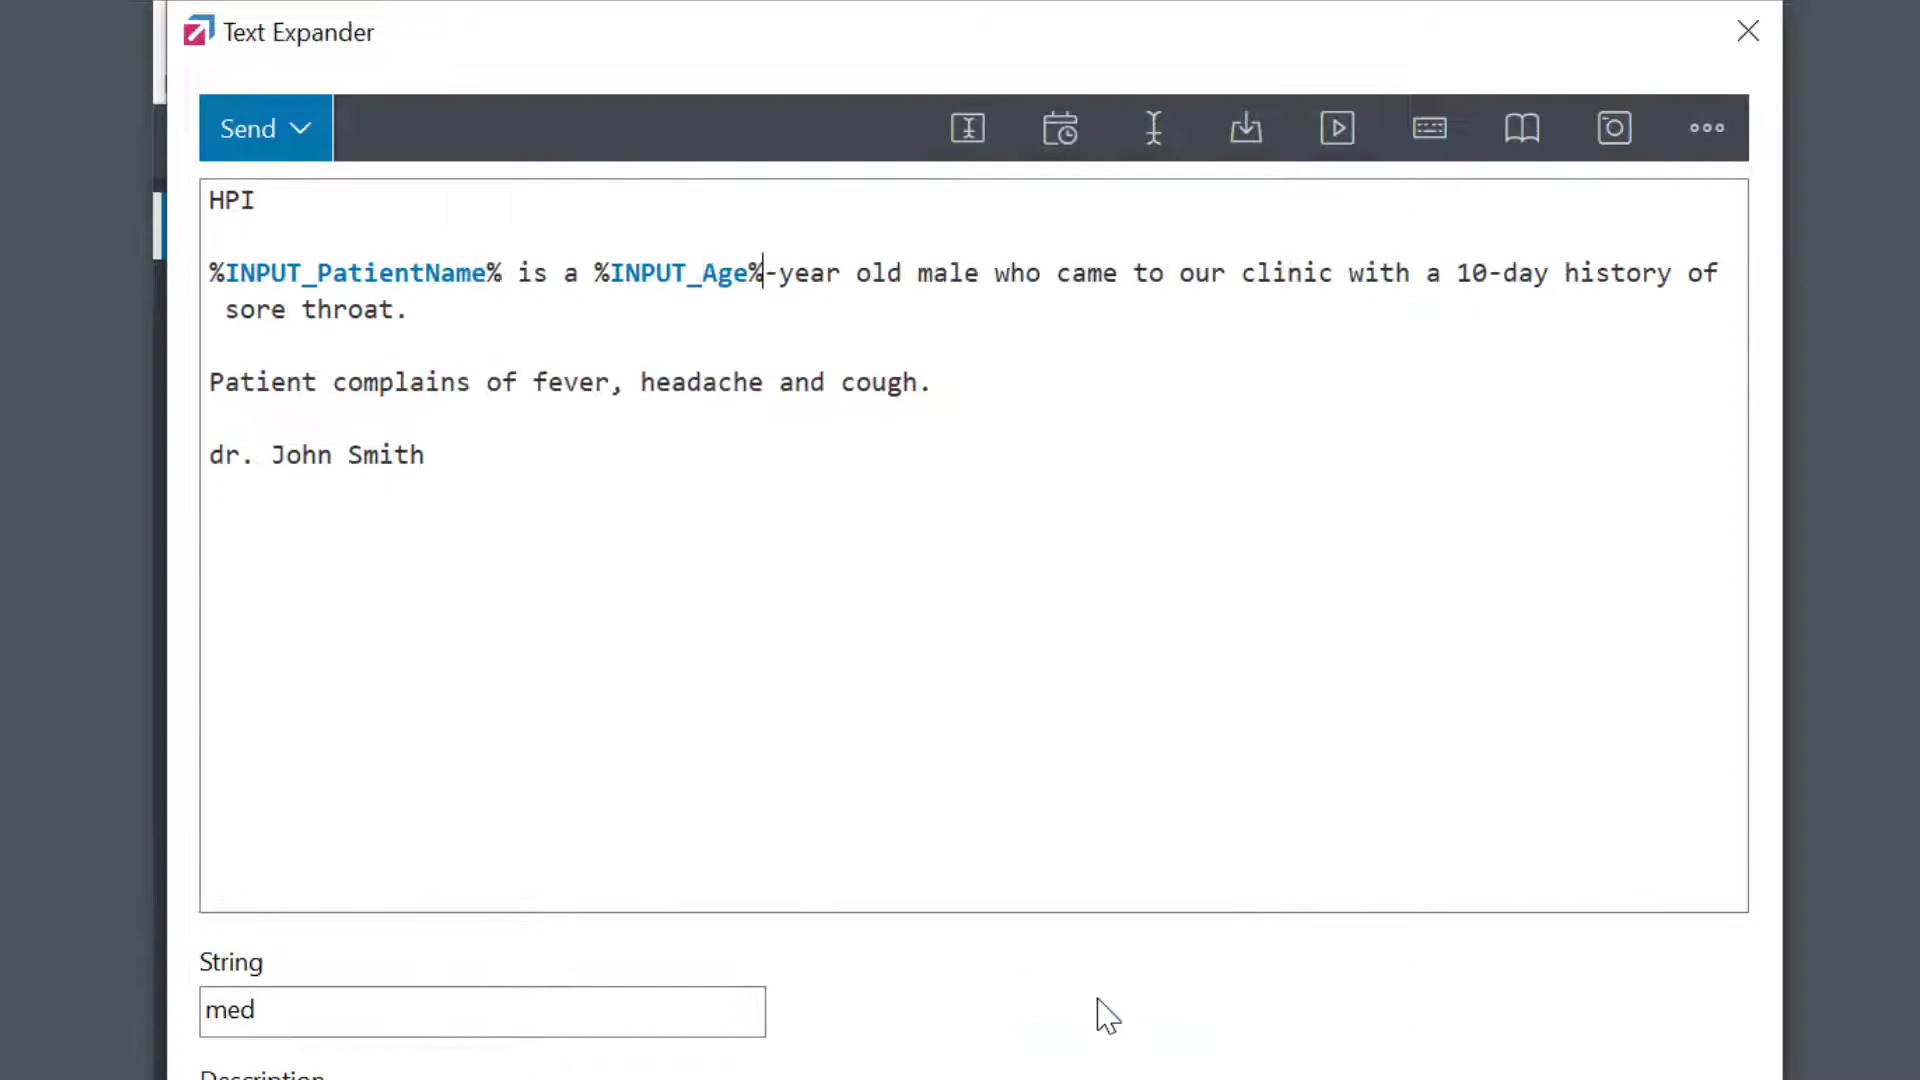 Text Expander
Send
HPI
%INPUT_PatientName% is a %INPUT_Age%-year old male who came to our clinic with a 10-day history of
sore throat.
Patient complains of fever, headache and cough.
dr. John Smith
String
med
Description